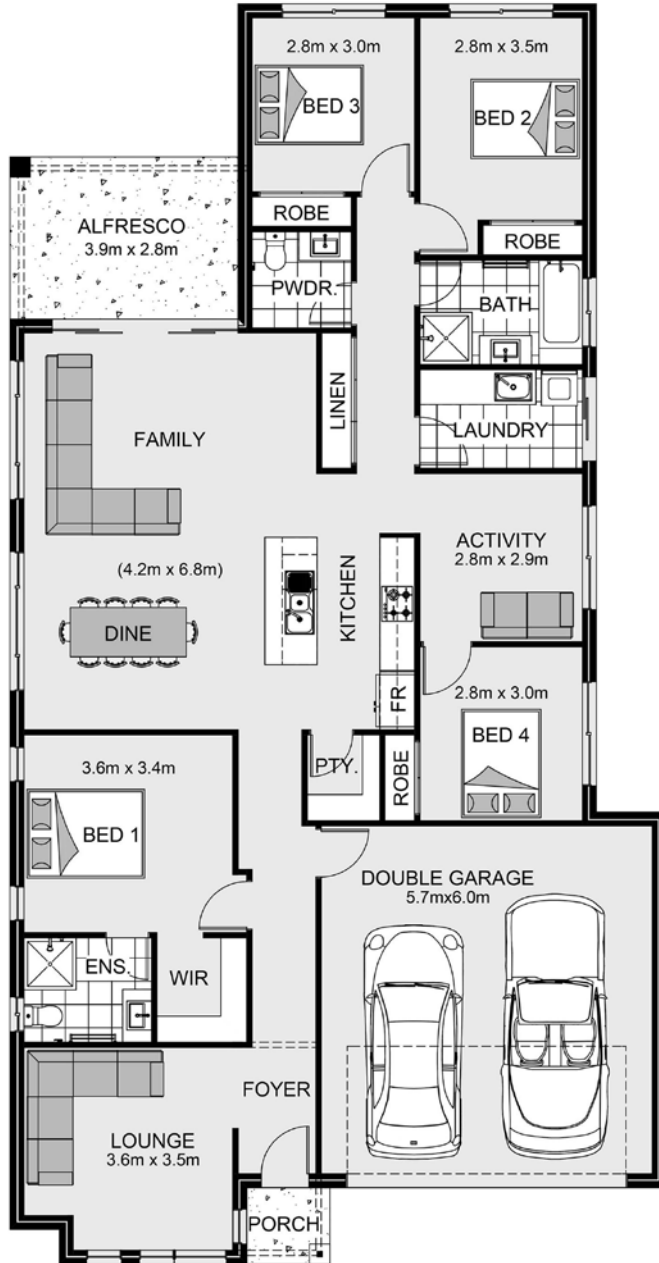 2.8m x 3.0m
BED 3
2.8m x 3.5m
BED 2
ROBE
ROBE
ALFRESCO
3.9m x 2.8m
PWDR.
BATH
LINEN
LAUNDRY
FAMILY
(4.2m x 6.8m)
DINE
KITCHEN
ACTIVITY
2.8m x 2.9m
FR
2.8m x 3.0m
BED 4
ROBE
PTY.
3.6m x 3.4m
BED 1
ENS.
WIR
DOUBLE GARAGE
5.7mx6.0m
FOYER
LOUNGE
3.6m x 3.5m
PORCH